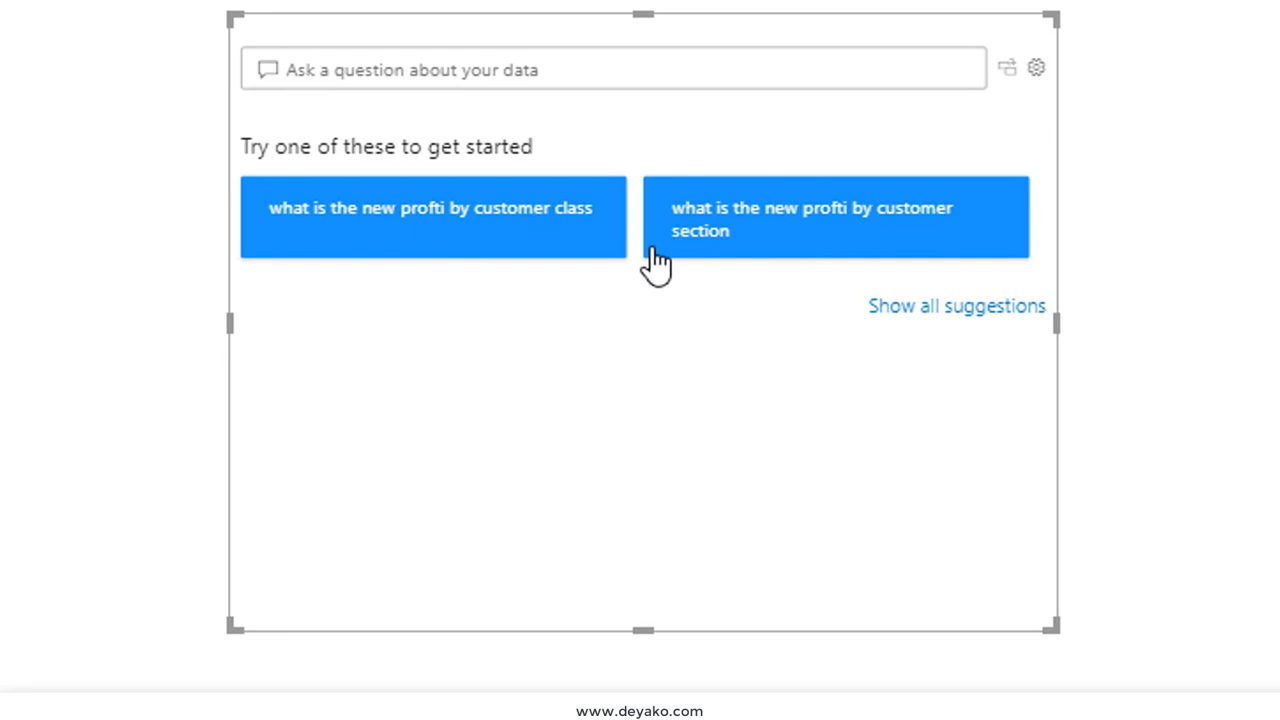 Ask a question about your data
Try one of these to get started
what is the new profti by customer class
what is the new profti by customer
section
Show all suggestions
www.deyako.com